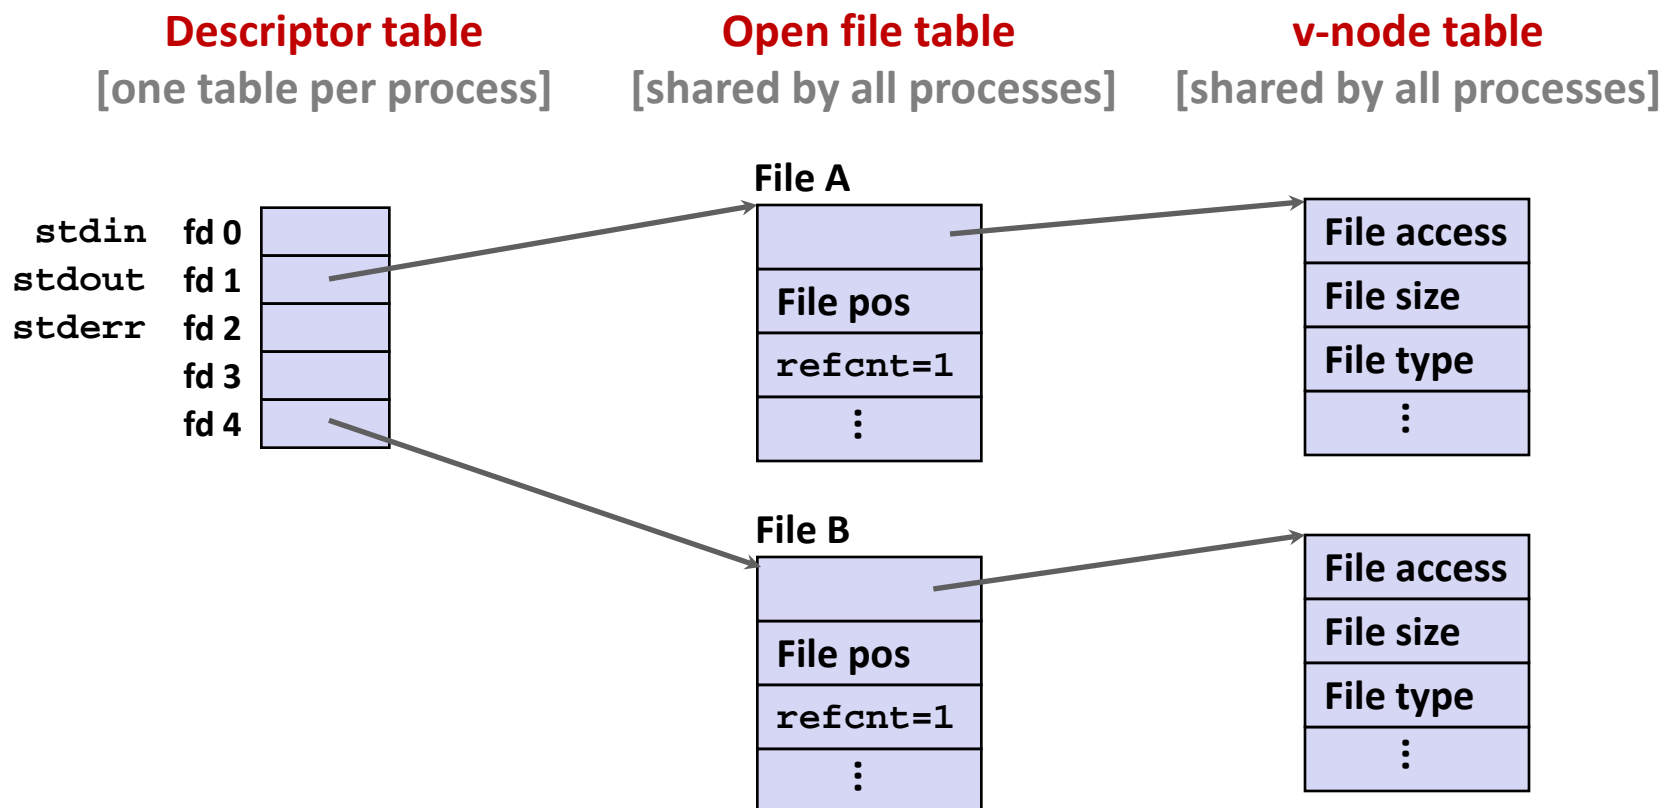 Descriptor table
[one table per process]
Open file table
[shared by all processes]
v-node table
[shared by all processes]
stdin fd 0
stdout fd 1
stderr fd 2
fd 3
fd 4
File A
File pos
refcnt=1
⋮
File access
File size
File type
⋮
File B
File pos
refcnt=1
⋮
File access
File size
File type
⋮